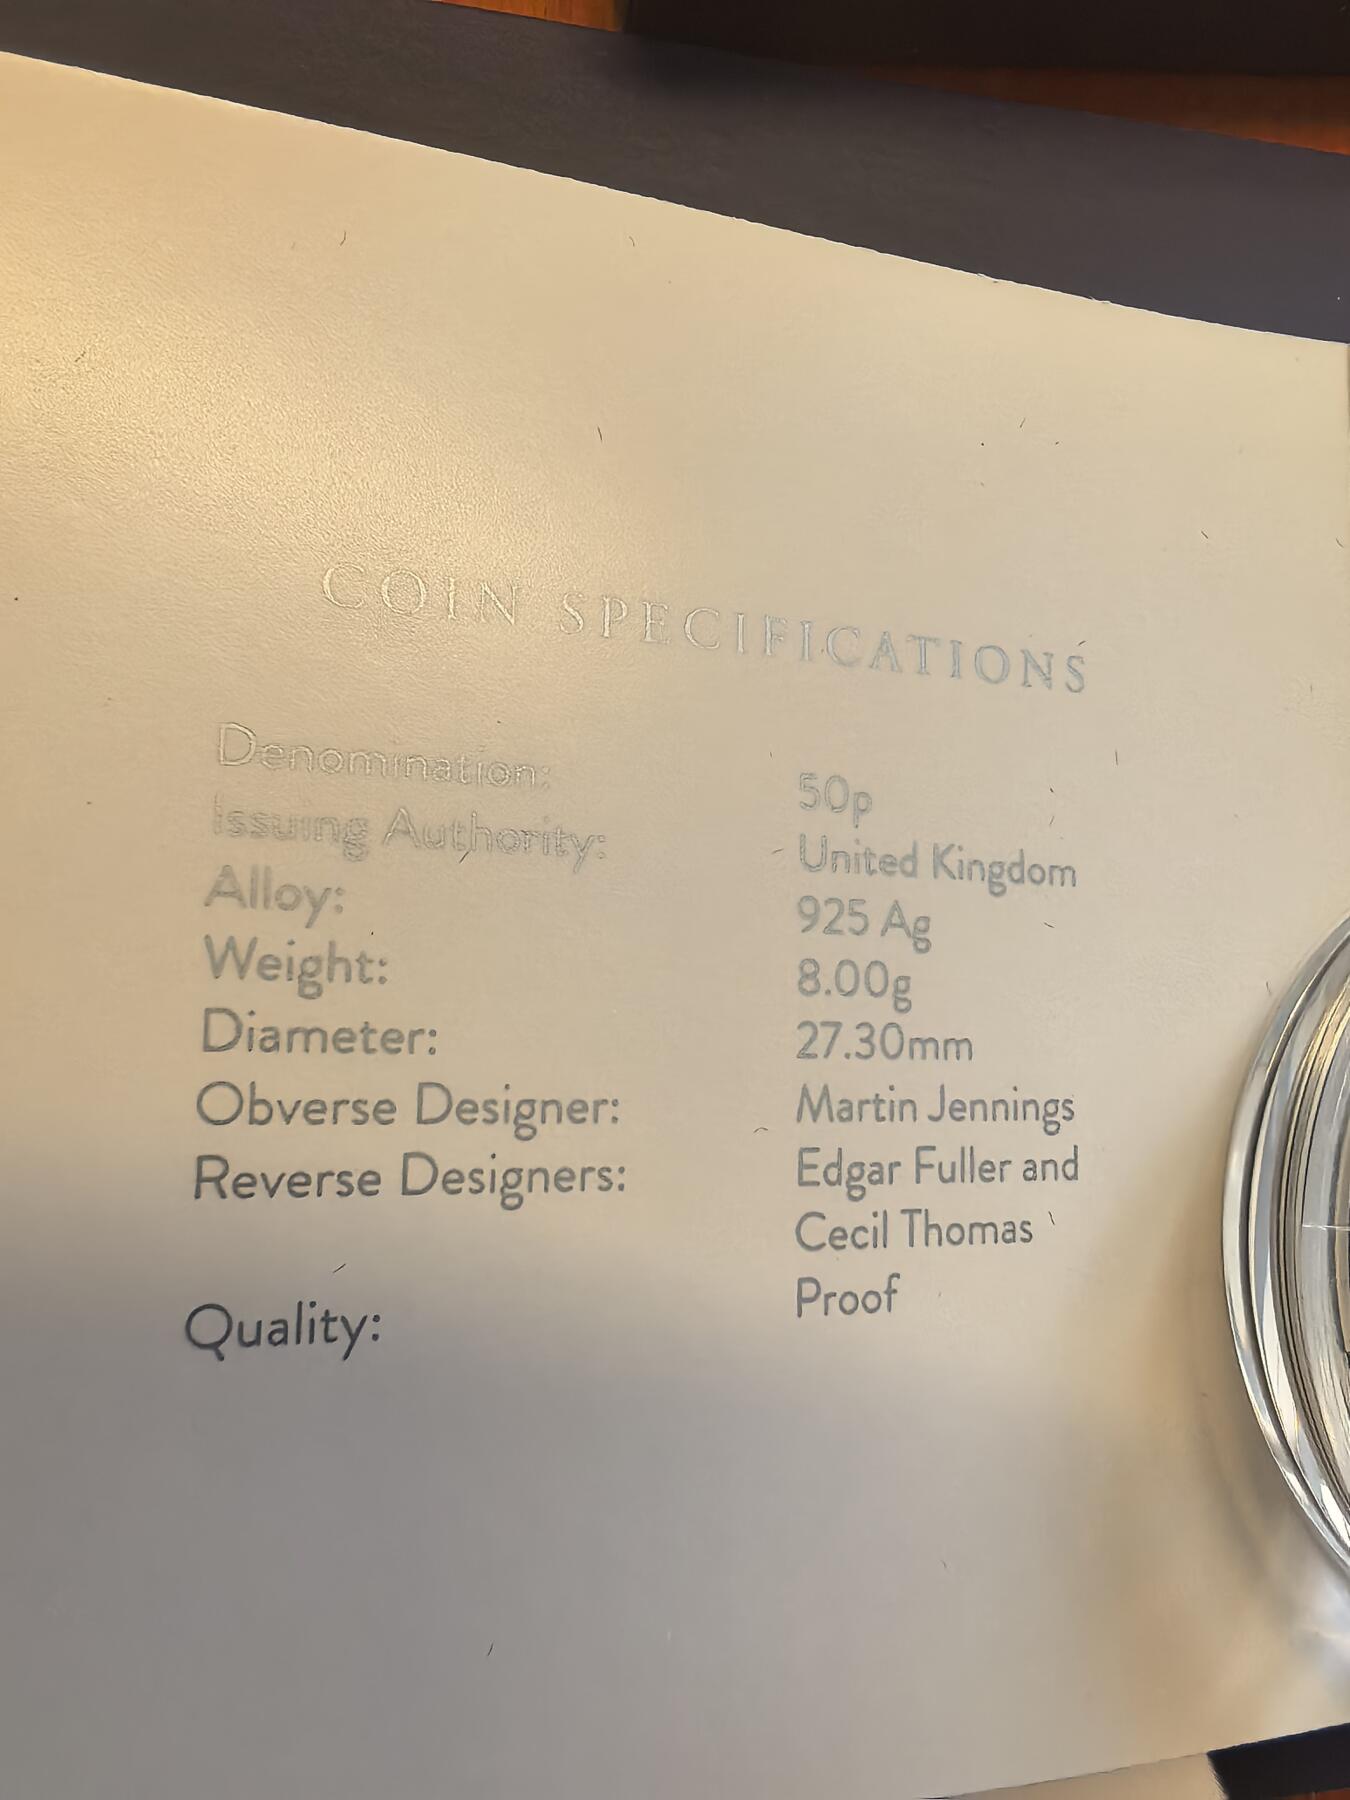 COIN SPECIFICATIONS
Denomination: 50p
Issuing Authority: United Kingdom
Alloy: 925 Ag
Weight: 8.00g
Diameter: 27.30mm
Obverse Designer: Martin Jennings
Reverse Designers: Edgar Fuller and
Cecil Thomas
Quality: Proof